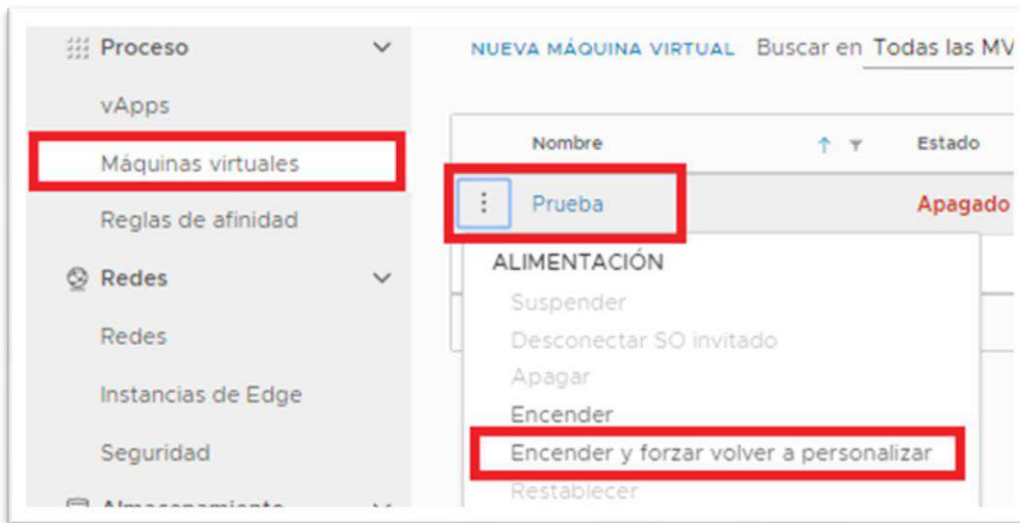 Proceso
vApps
Máquinas virtuales
Reglas de afinidad
Redes
Redes
Instancias de Edge
Seguridad
Almacenamiento
NUEVA MÁQUINA VIRTUAL Buscar en Todas las MV
Nombre Estado
Prueba Apagado
ALIMENTACIÓN
Suspender
Desconectar SO invitado
Apagar
Encender
Encender y forzar volver a personalizar
Restablecer